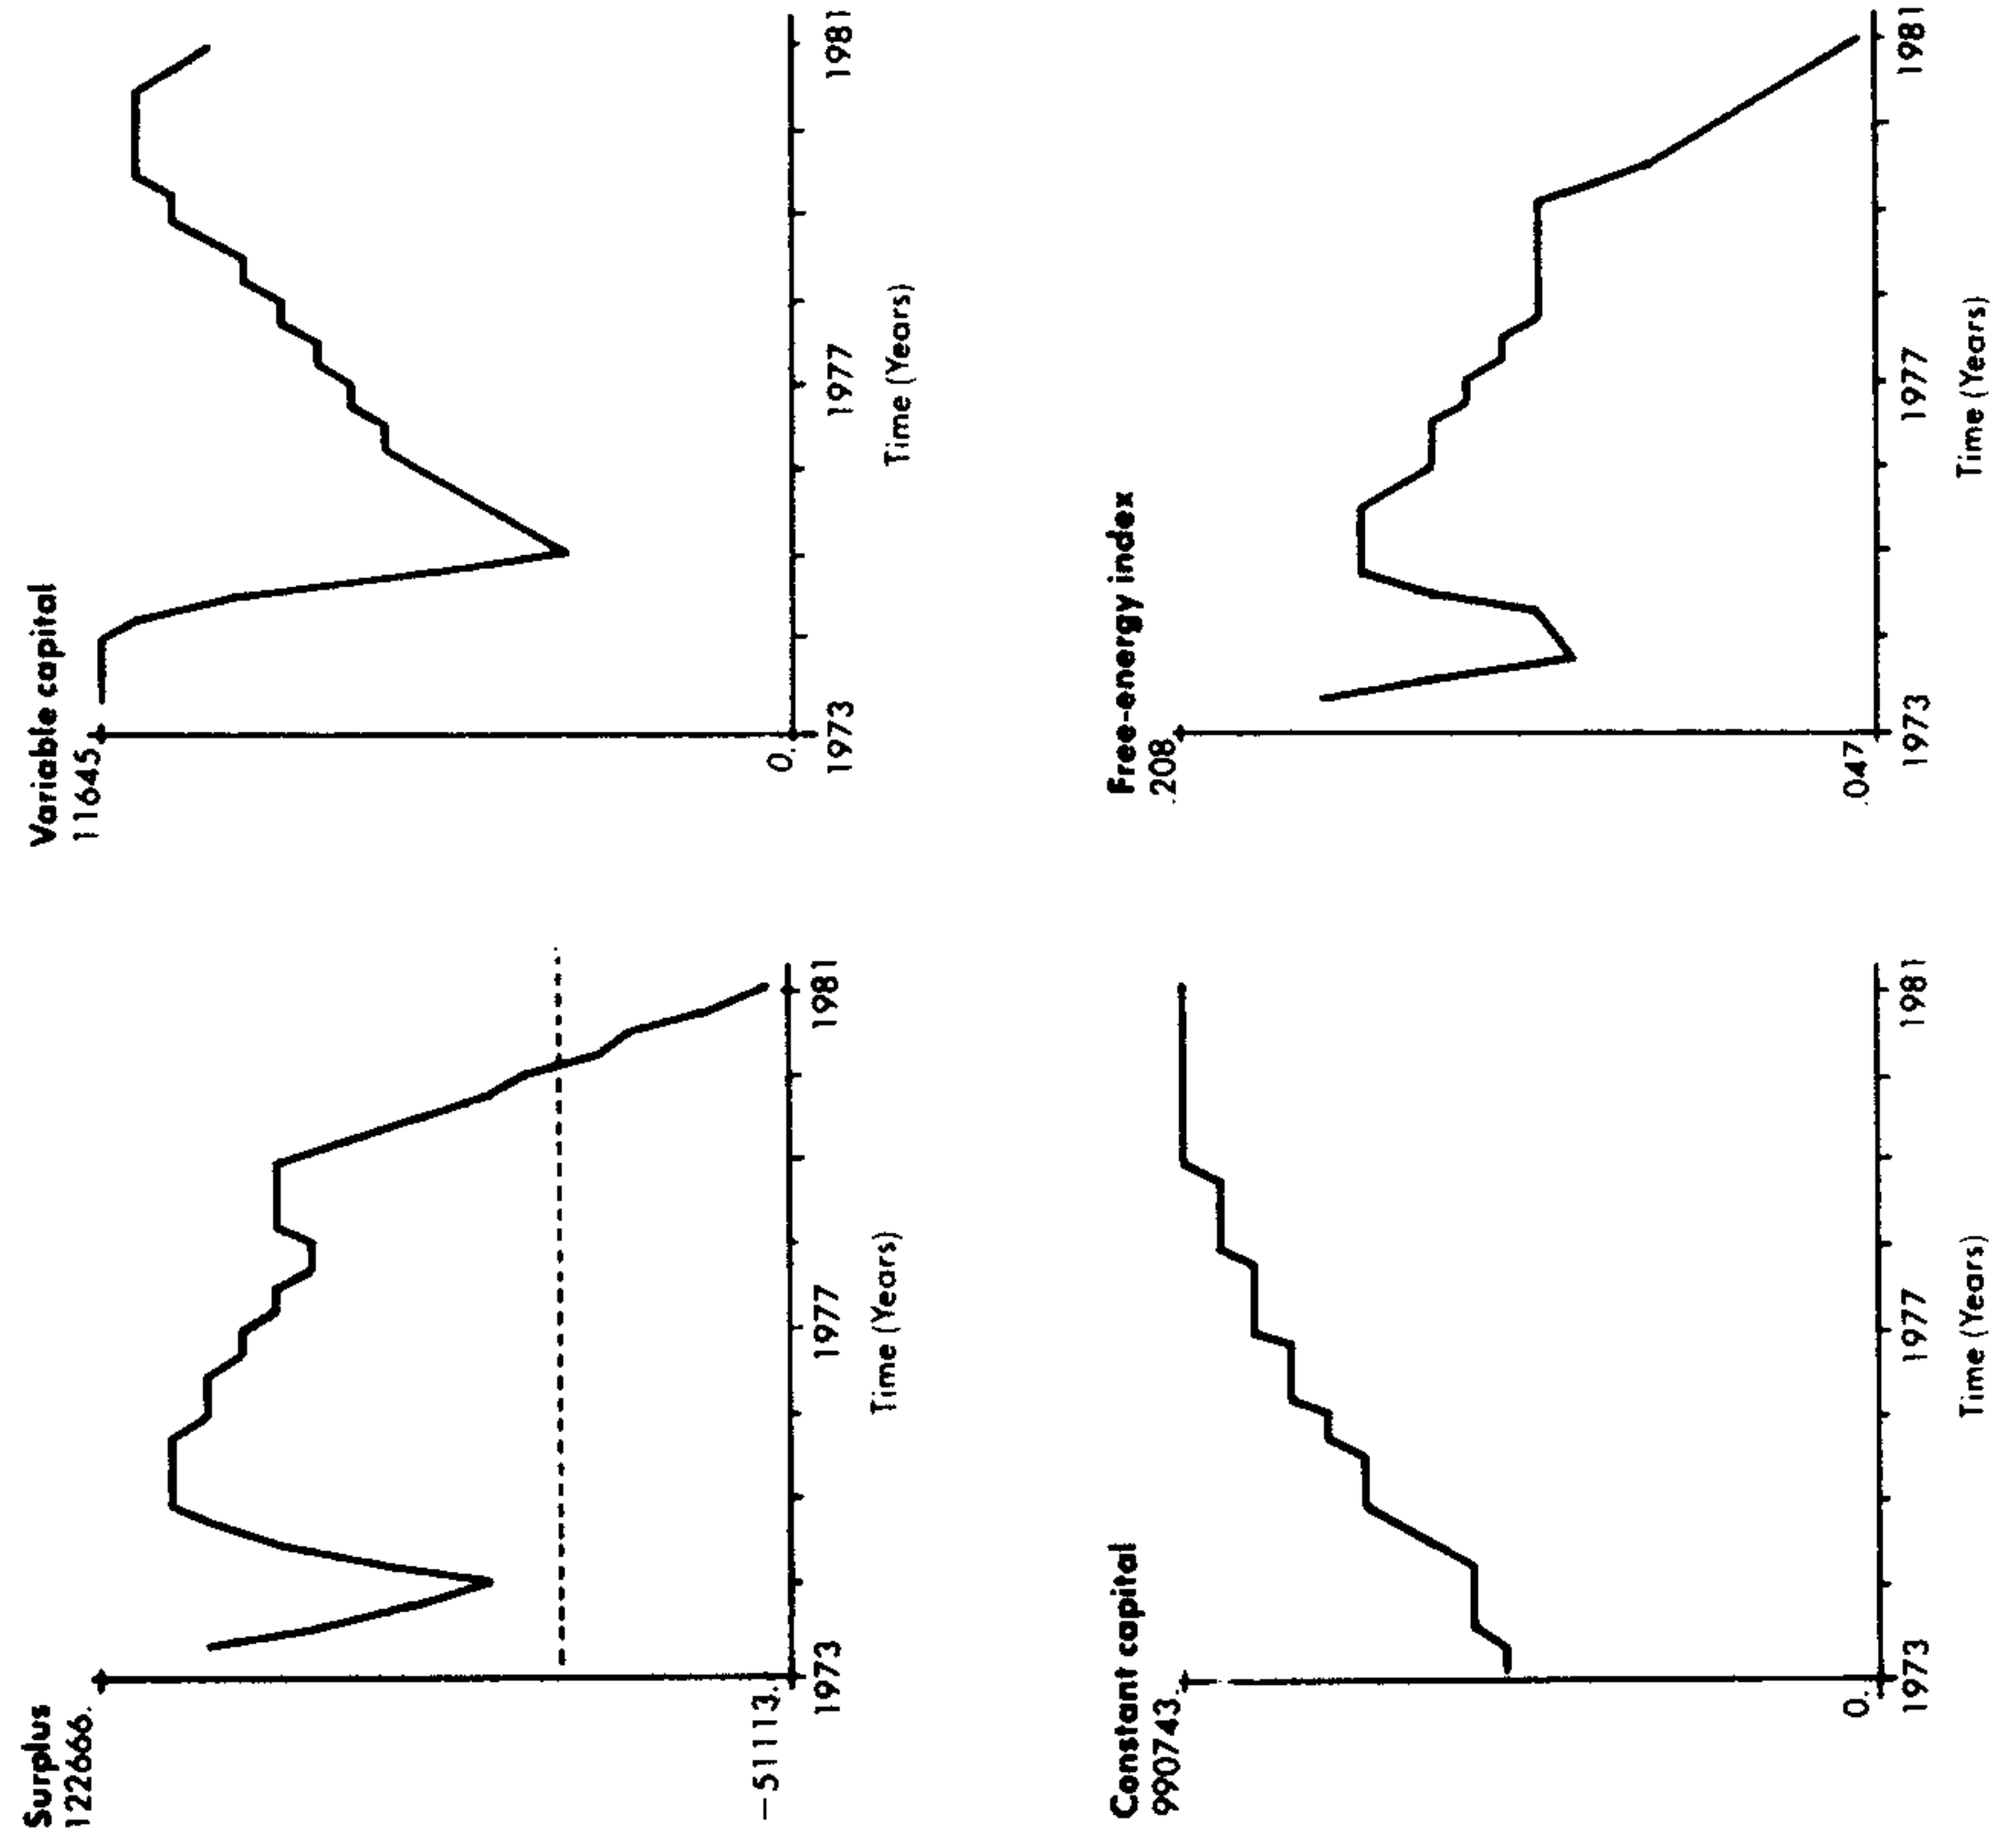 Surplus
122666.
−51113.
1973
1977
1981
Time (Years)
Variable capital
11645
0.
1973
1977
1981
Time (Years)
Constant capital
990743.
0.
1973
1977
1981
Time (Years)
Free-energy index
.208
.047
1973
1977
1981
Time (Years)